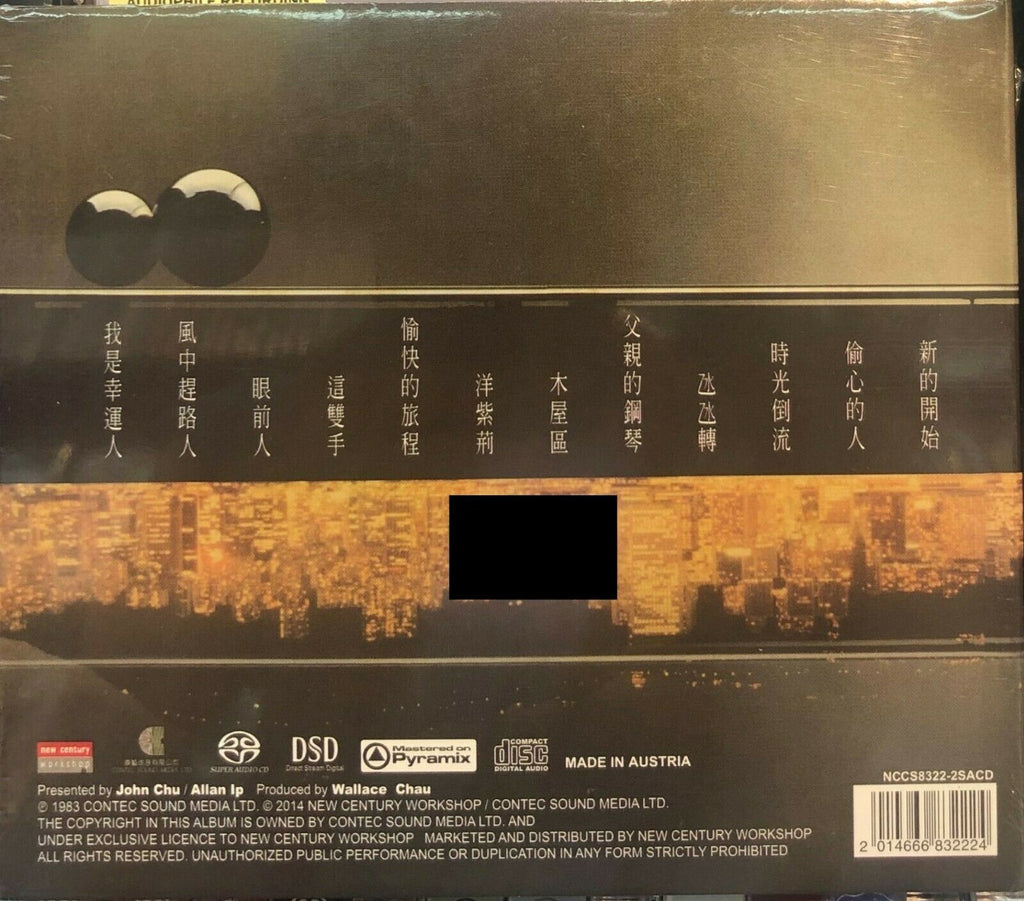 AUDIOPHILE RECORDINGS
新的開始
偷心的人
時光倒流
氹氹轉
父親的鋼琴
木屋區
洋紫荊
愉快的旅程
這雙手
眼前人
風中趕路人
我是幸運人
new century
workshop
CONTEC SOUND MEDIA LTD
SUPER AUDIO CD
DSD
Direct Stream Digital
Mastered on
Pyramix
COMPACT
disc
DIGITAL AUDIO
MADE IN AUSTRIA
Presented by John Chu / Allan Ip Produced by Wallace Chau
℗ 1983 CONTEC SOUND MEDIA LTD. © 2014 NEW CENTURY WORKSHOP / CONTEC SOUND MEDIA LTD.
THE COPYRIGHT IN THIS ALBUM IS OWNED BY CONTEC SOUND MEDIA LTD. AND
UNDER EXCLUSIVE LICENCE TO NEW CENTURY WORKSHOP MARKETED AND DISTRIBUTED BY NEW CENTURY WORKSHOP
ALL RIGHTS RESERVED. UNAUTHORIZED PUBLIC PERFORMANCE OR DUPLICATION IN ANY FORM STRICTLY PROHIBITED
NCCS8322-2SACD
2 014666 832224